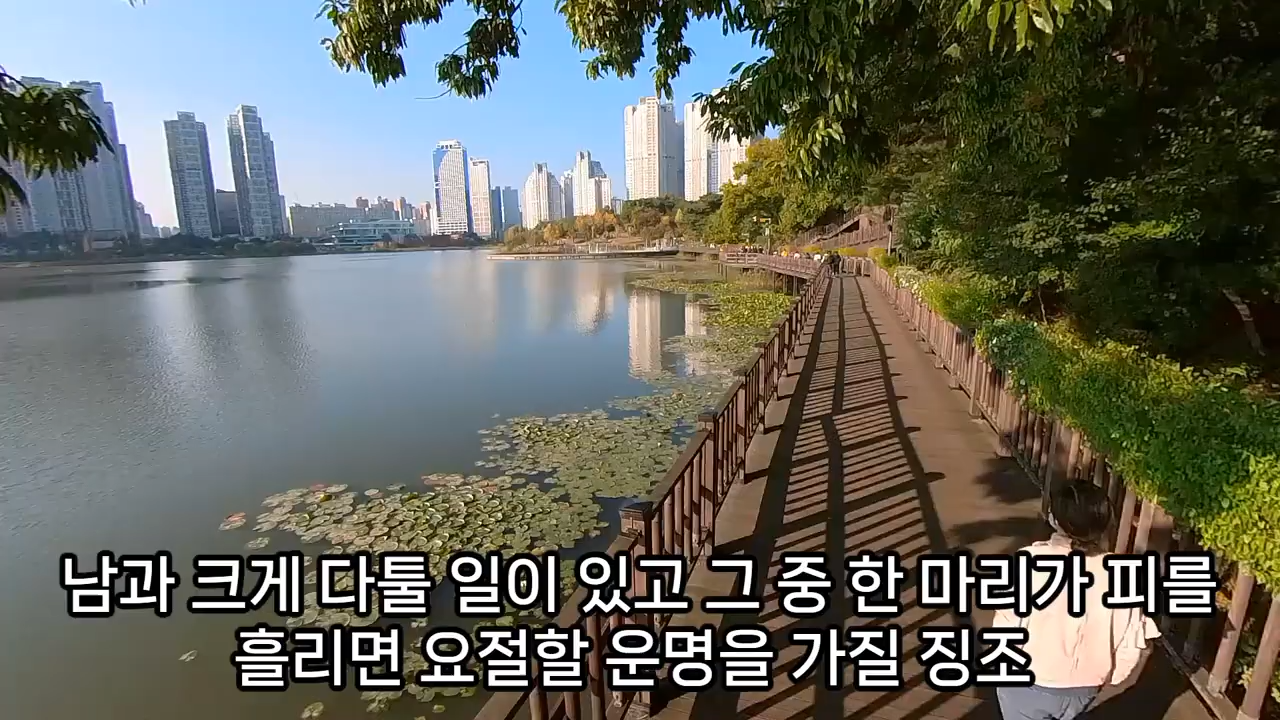 남과 크게 다툴 일이 있고 그 중 한 마리가 피를
흘리면 요절할 운명을 가질 징조